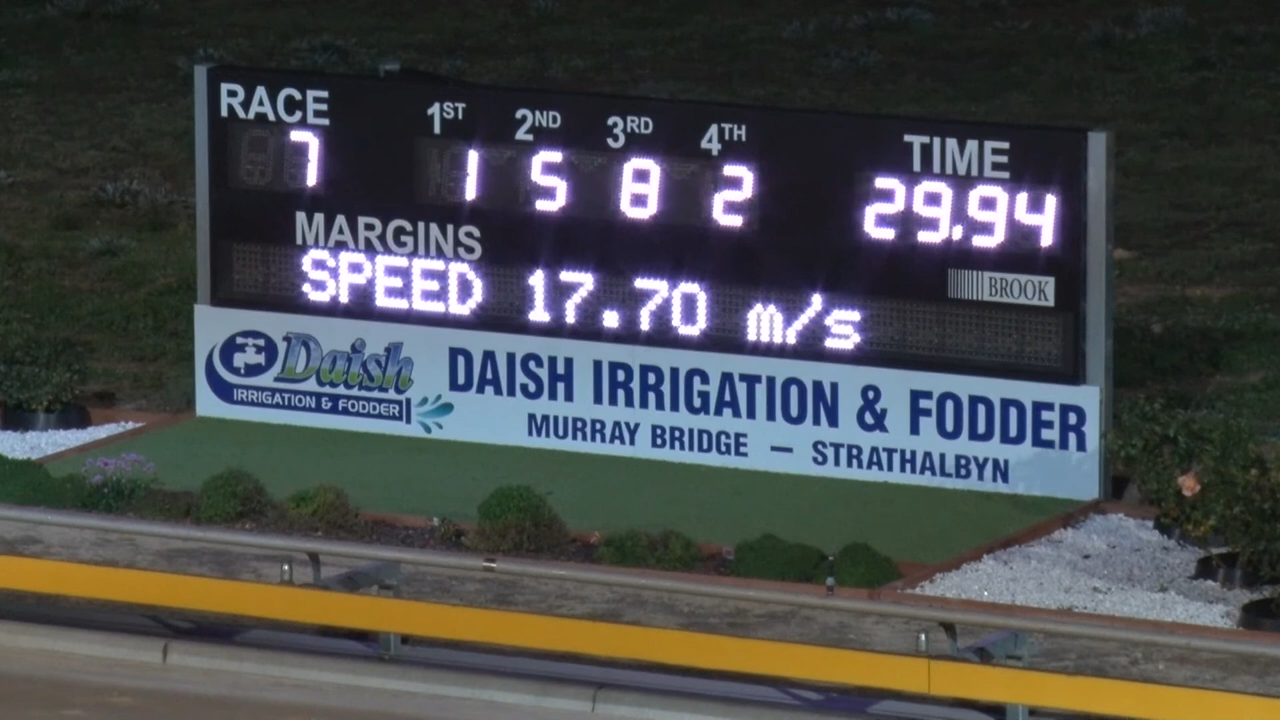 RACE 1ST 2ND 3RD 4TH TIME
7 1 5 8 2 29.94
MARGINS
SPEED 17.70 m/s
BROOK
Daish
IRRIGATION & FODDER
DAISH IRRIGATION & FODDER
MURRAY BRIDGE — STRATHALBYN